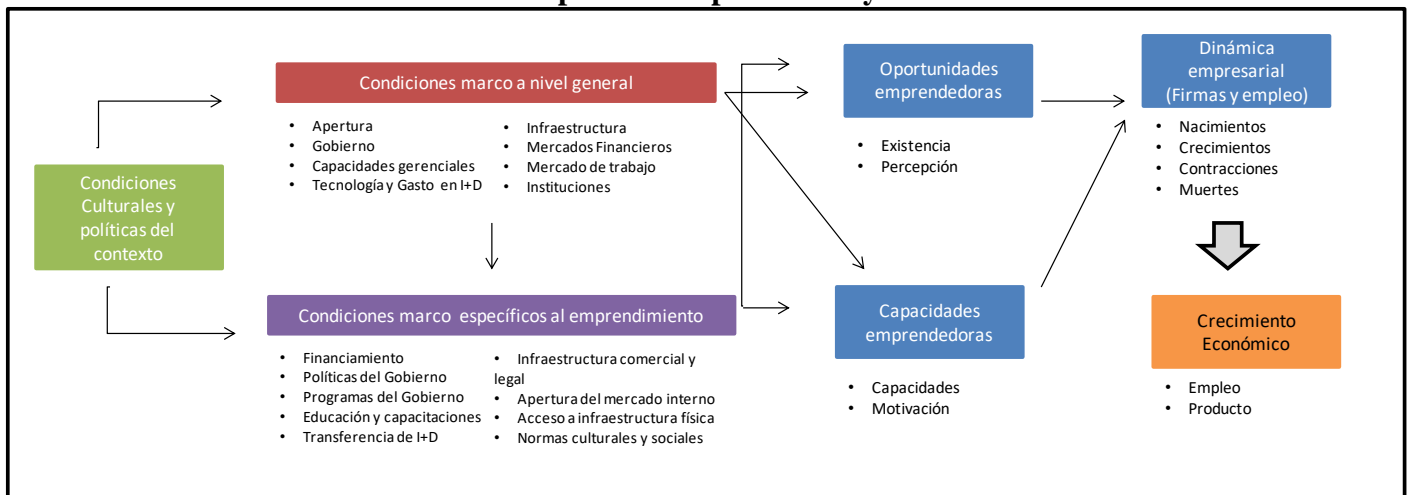 Condiciones
Culturales y
políticas del
contexto
Condiciones marco a nivel general
• Apertura
• Gobierno
• Capacidades gerenciales
• Tecnología y Gasto en I+D
• Infraestructura
• Mercados Financieros
• Mercado de trabajo
• Instituciones
Condiciones marco específicos al emprendimiento
• Financiamiento
• Políticas del Gobierno
• Programas del Gobierno
• Educación y capacitaciones
• Transferencia de I+D
• Infraestructura comercial y
legal
• Apertura del mercado interno
• Acceso a infraestructura física
• Normas culturales y sociales
Oportunidades
emprendedoras
• Existencia
• Percepción
Capacidades
emprendedoras
• Capacidades
• Motivación
Dinámica
empresarial
(Firmas y empleo)
• Nacimientos
• Crecimientos
• Contracciones
• Muertes
Crecimiento
Económico
• Empleo
• Producto